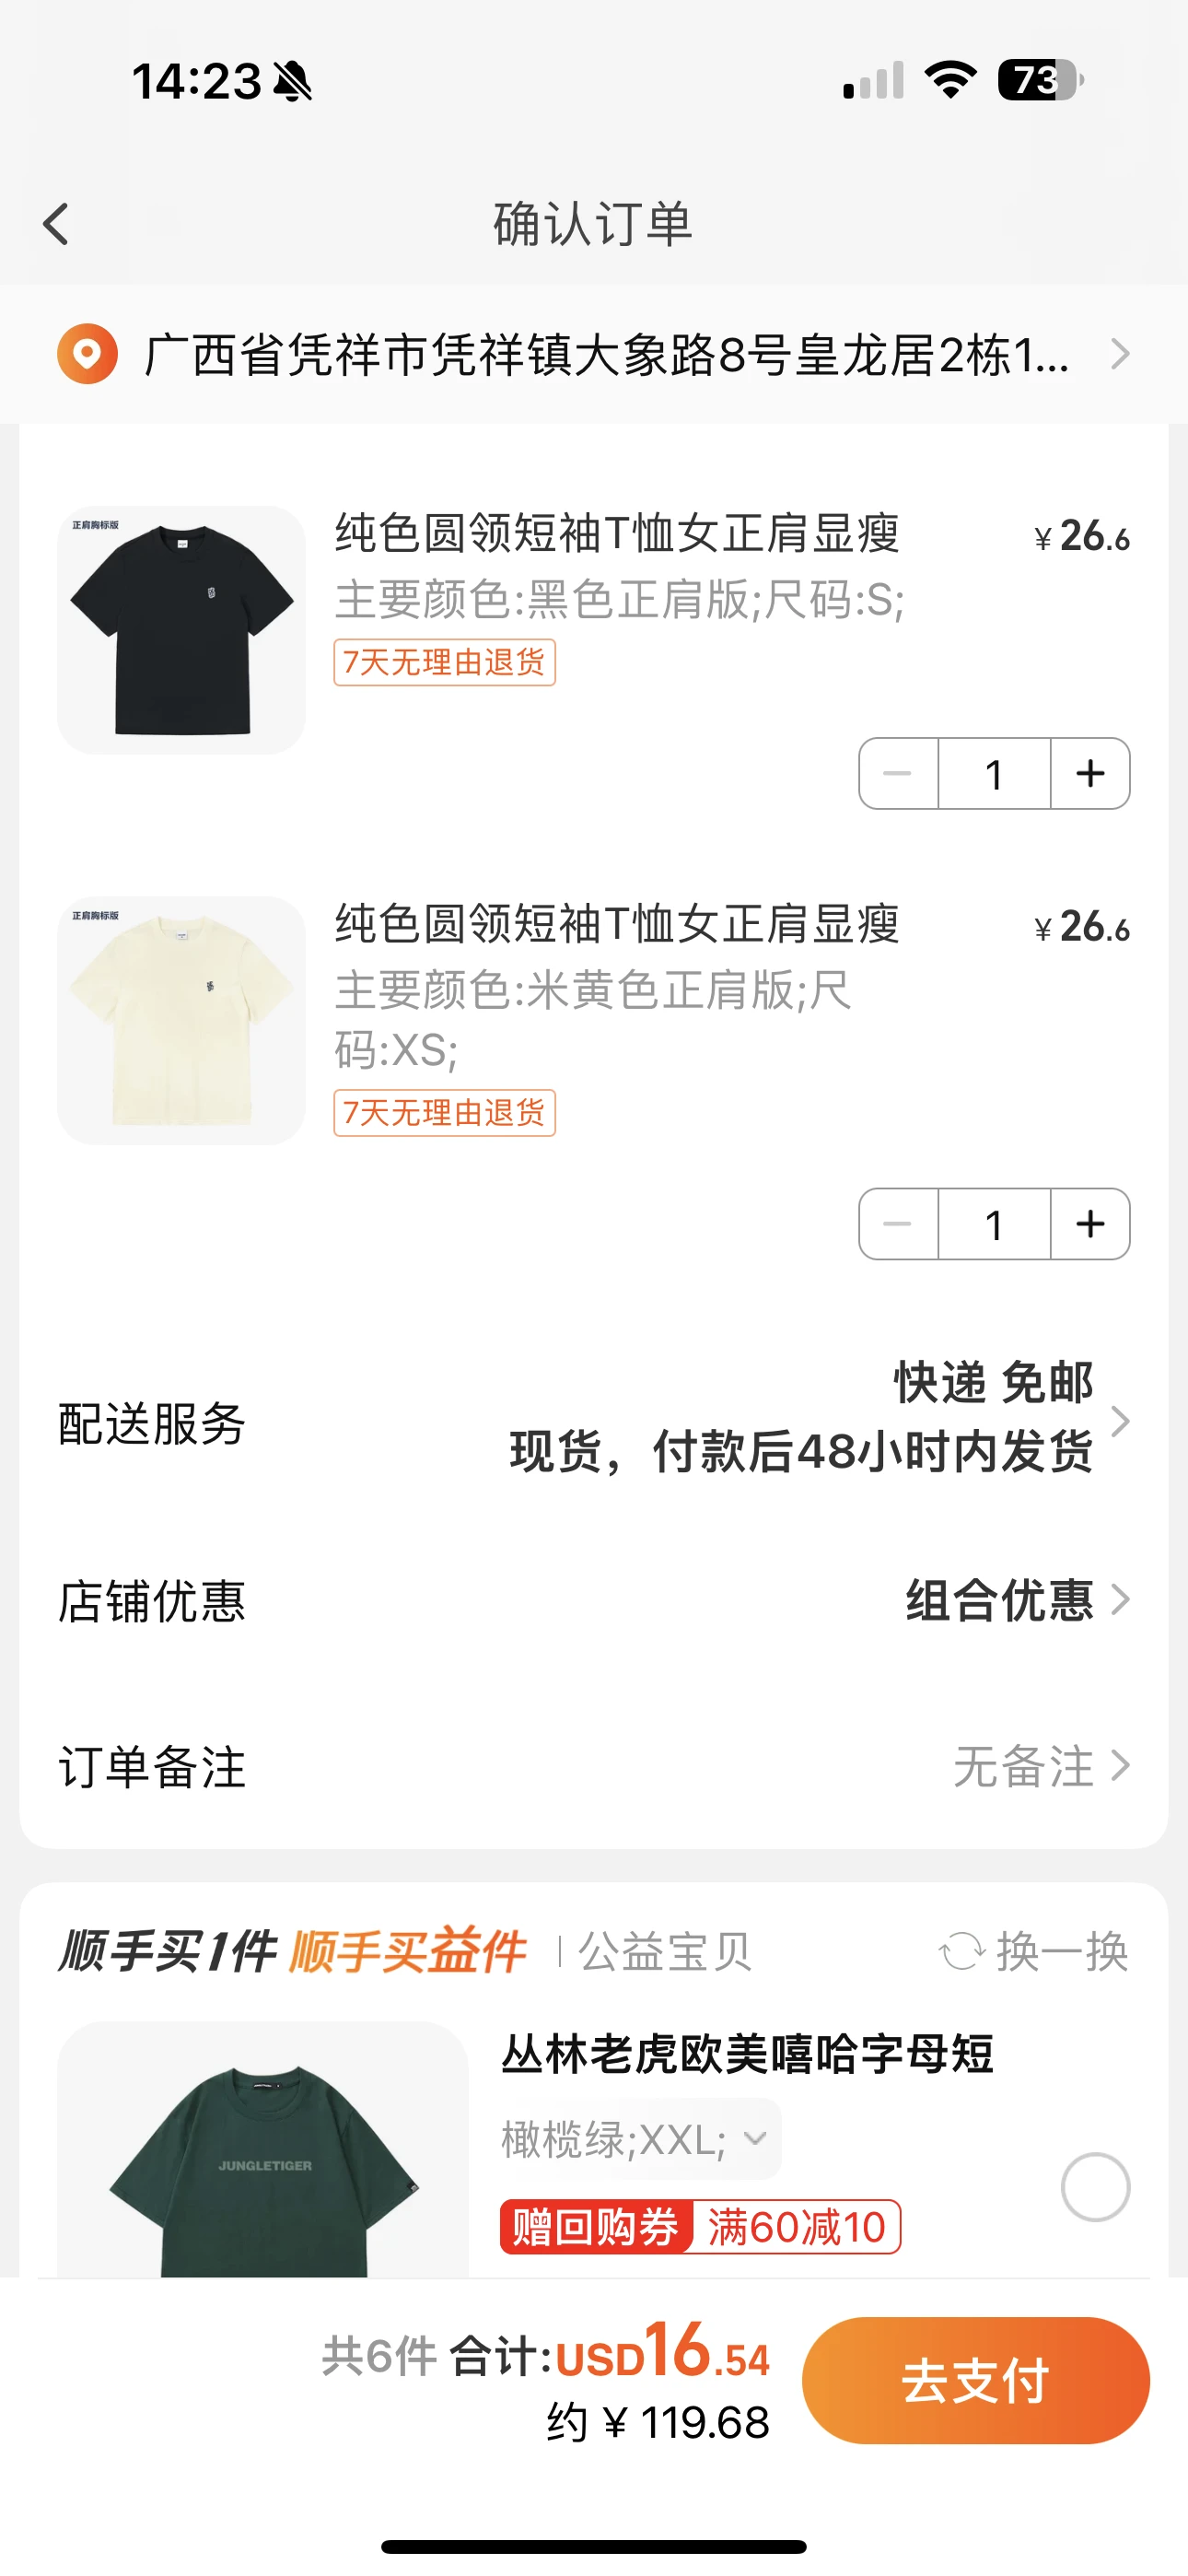 14:23
73
确认订单
广西省凭祥市凭祥镇大象路8号皇龙居2栋1...
正肩胸标版
纯色圆领短袖T恤女正肩显瘦
¥26.6
主要颜色:黑色正肩版;尺码:S;
7天无理由退货
1
正肩胸标版
纯色圆领短袖T恤女正肩显瘦
¥26.6
主要颜色:米黄色正肩版;尺
码:XS;
7天无理由退货
1
快递 免邮
配送服务
现货，付款后48小时内发货
店铺优惠 组合优惠
订单备注 无备注
顺手买1件 顺手买益件 公益宝贝 换一换
丛林老虎欧美嘻哈字母短
橄榄绿;XXL;
JUNGLETIGER
赠回购券 满60减10
共6件 合计:USD16.54
约¥119.68
去支付